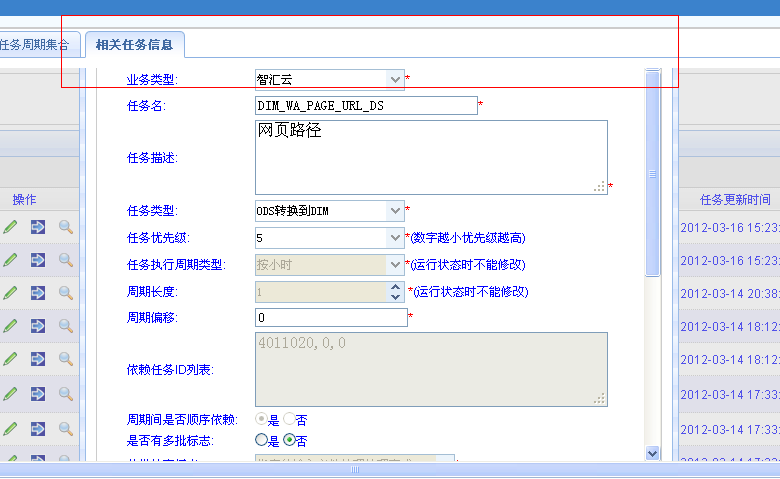 任务周期集合 相关任务信息
业务类型: 智汇云 *
任务名: DIM_WA_PAGE_URL_DS *
任务描述: 网页路径 *
操作 任务更新时间
任务类型: ODS转换到DIM *
2012-03-16 15:23:
任务优先级: 5 *(数字越小优先级越高)
2012-03-16 15:23:
任务执行周期类型: 按小时 *(运行状态时不能修改)
周期长度: 1 *(运行状态时不能修改)
2012-03-14 20:38:
周期偏移: 0 *
2012-03-14 18:12:
依赖任务ID列表: 4011020,0,0
2012-03-14 18:12:
2012-03-14 17:33:
周期间是否顺序依赖: 是 否
2012-03-14 17:33:
是否有多批标志: 是 否